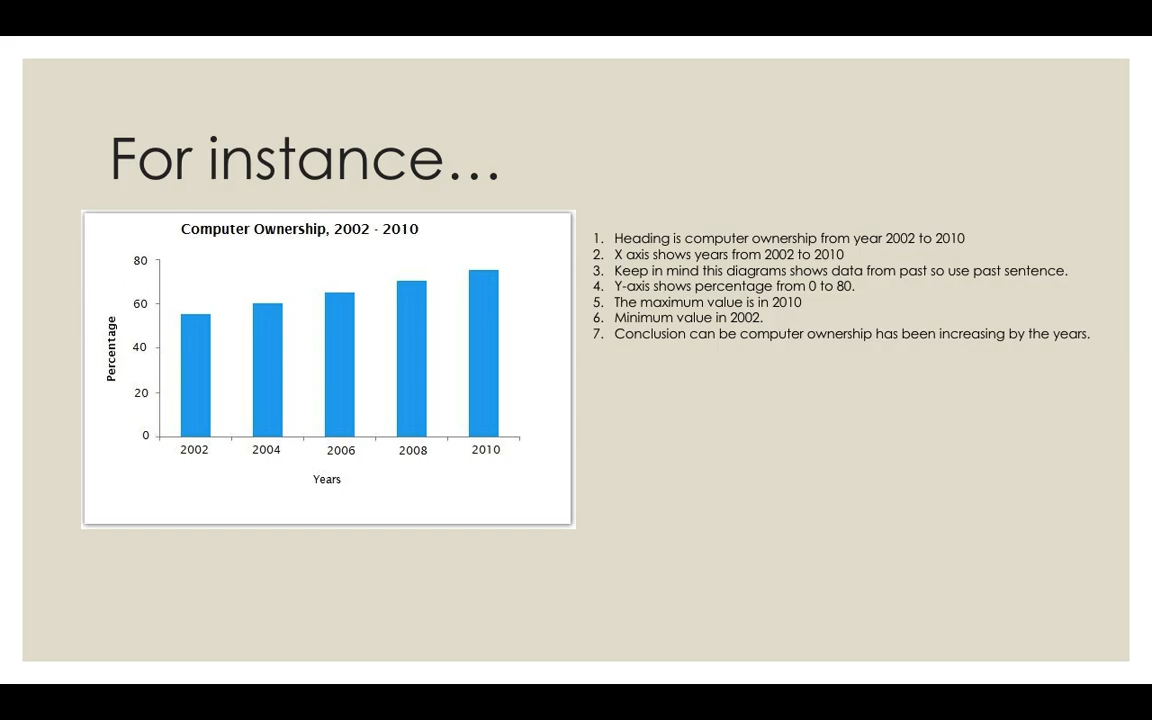 For instance…
Computer Ownership, 2002 - 2010
80
60
40
20
0
Percentage
2002 2004 2006 2008 2010
Years
1. Heading is computer ownership from year 2002 to 2010
2. X axis shows years from 2002 to 2010
3. Keep in mind this diagrams shows data from past so use past sentence.
4. Y-axis shows percentage from 0 to 80.
5. The maximum value is in 2010
6. Minimum value in 2002.
7. Conclusion can be computer ownership has been increasing by the years.